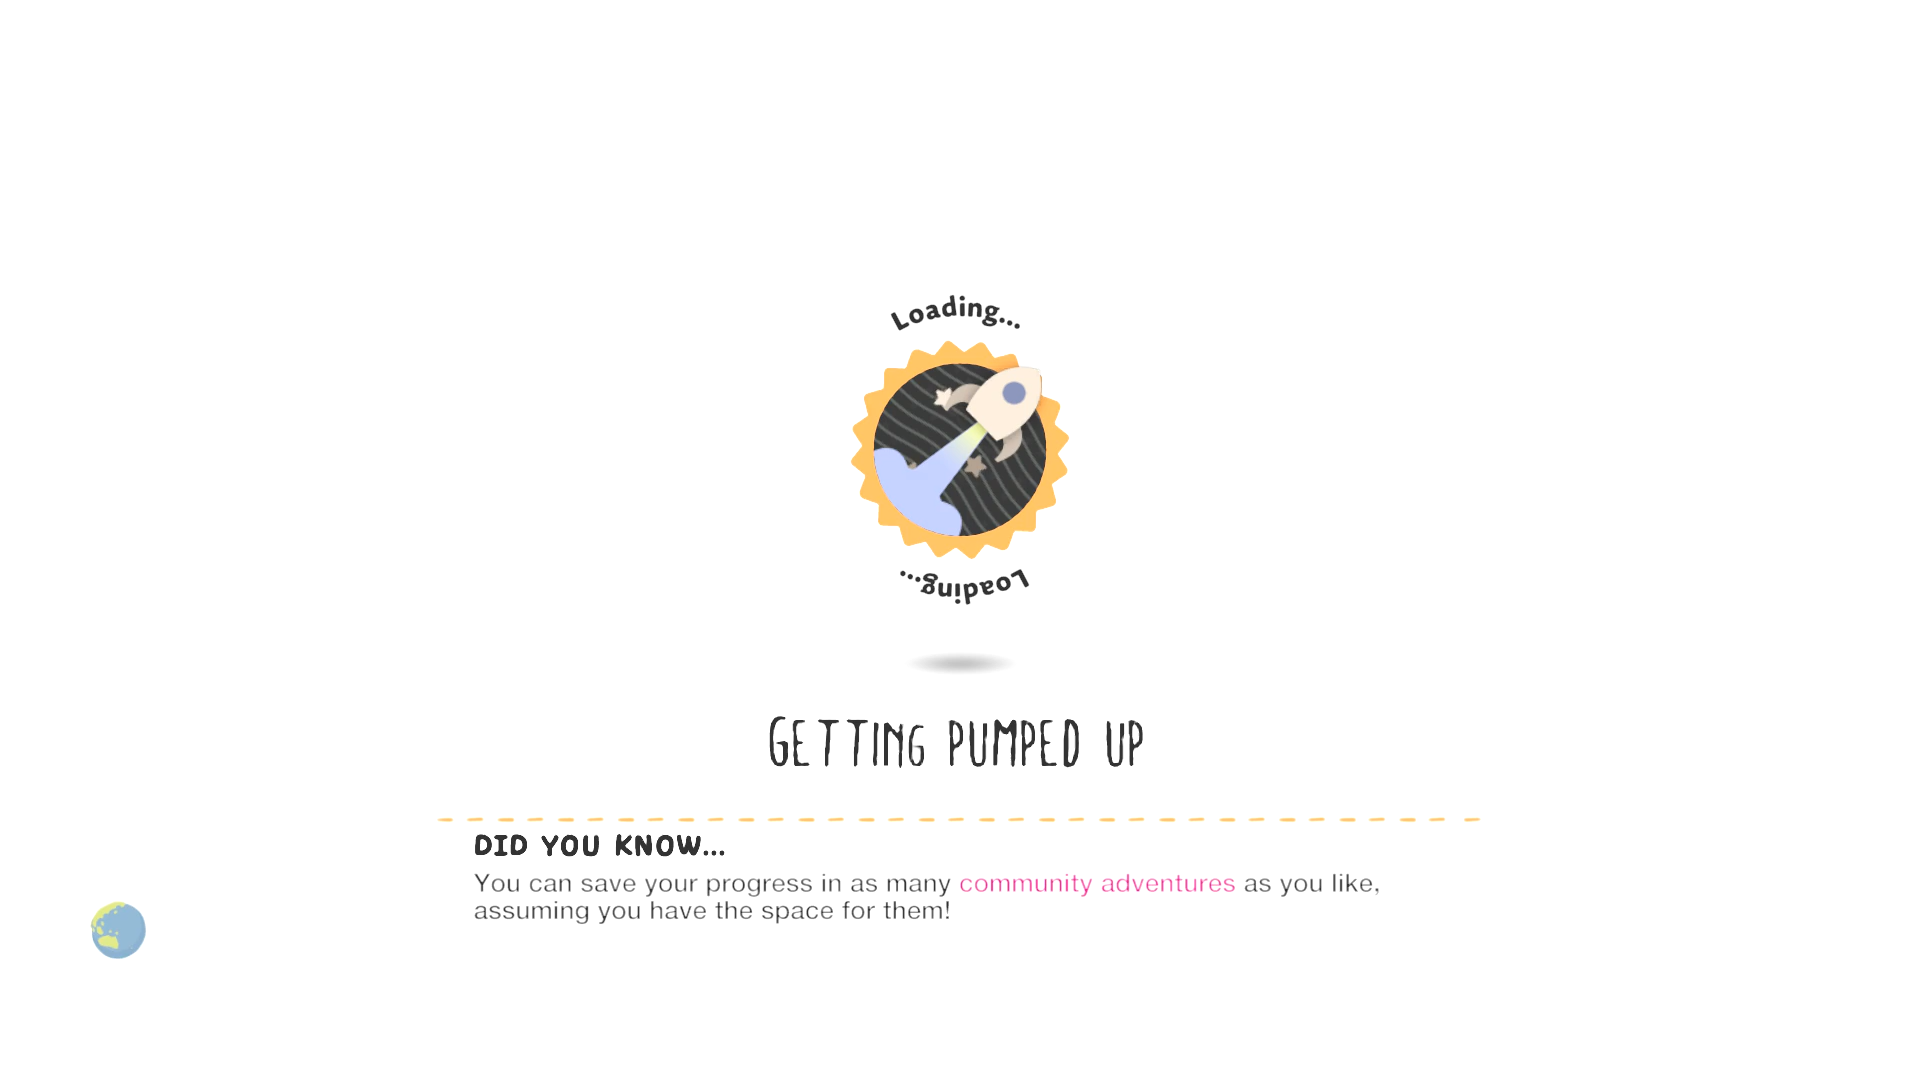 Loading...
Loading...
GETTING PUMPED UP
DID YOU KNOW...
You can save your progress in as many community adventures as you like,
assuming you have the space for them!